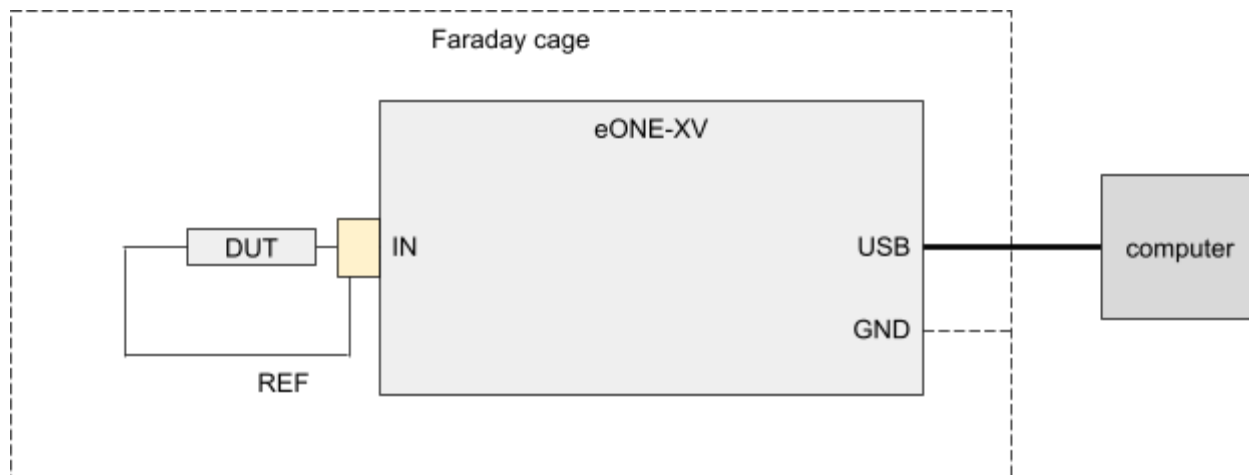 Faraday cage
eONE-XV
DUT
IN
USB
computer
GND
REF